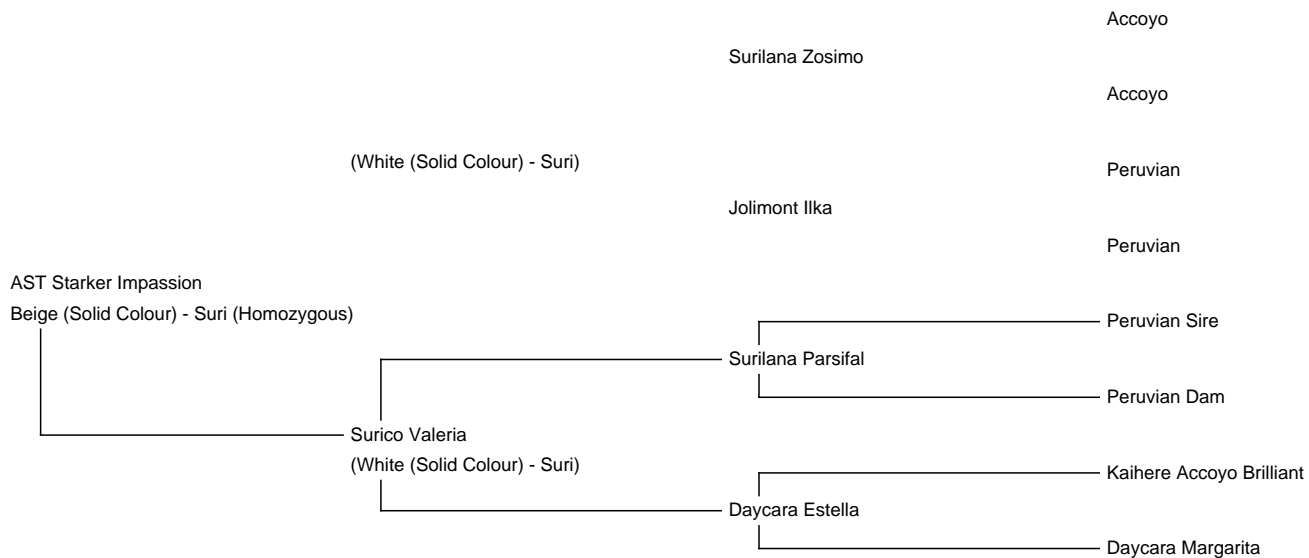 Accoyo
Surilana Zosimo
Accoyo
(White (Solid Colour) - Suri)
Peruvian
Jolimont Ilka
Peruvian
AST Starker Impassion
Beige (Solid Colour) - Suri (Homozygous)
Peruvian Sire
Surilana Parsifal
Peruvian Dam
Surico Valeria
(White (Solid Colour) - Suri)
Kaihere Accoyo Brilliant
Daycara Estella
Daycara Margarita